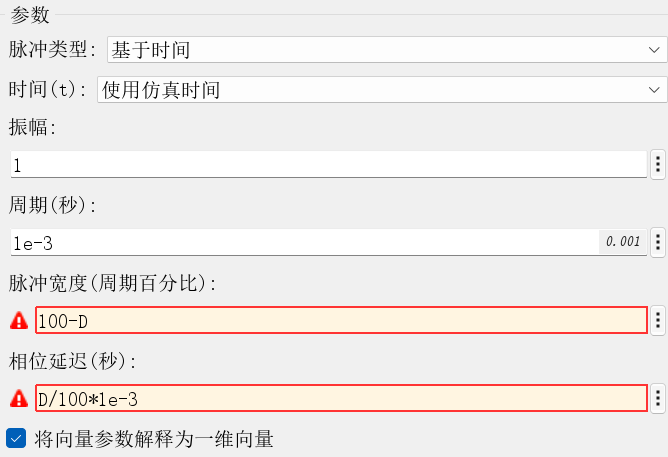 参数
脉冲类型: 基于时间
时间(t): 使用仿真时间
振幅:
1
周期(秒):
1e-3 0.001
脉冲宽度(周期百分比):
100-D
相位延迟(秒):
D/100*1e-3
将向量参数解释为一维向量